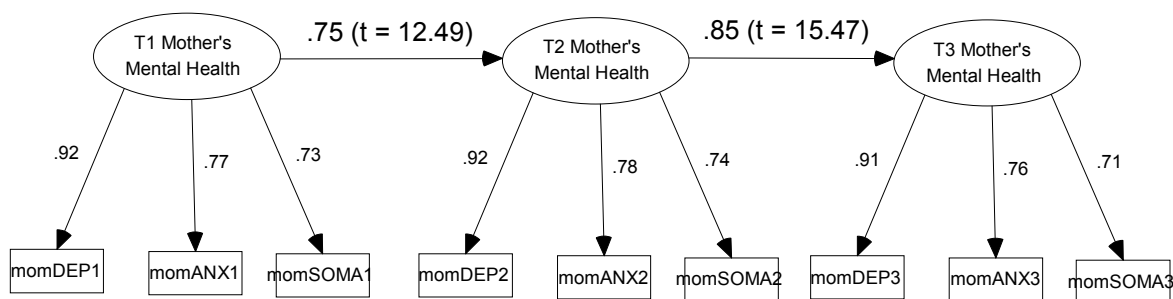 T1 Mother's
Mental Health
.75 (t = 12.49)
T2 Mother's
Mental Health
.85 (t = 15.47)
T3 Mother's
Mental Health
.92
.77
.73
.92
.78
.74
.91
.76
.71
momDEP1
momANX1
momSOMA1
momDEP2
momANX2
momSOMA2
momDEP3
momANX3
momSOMA3